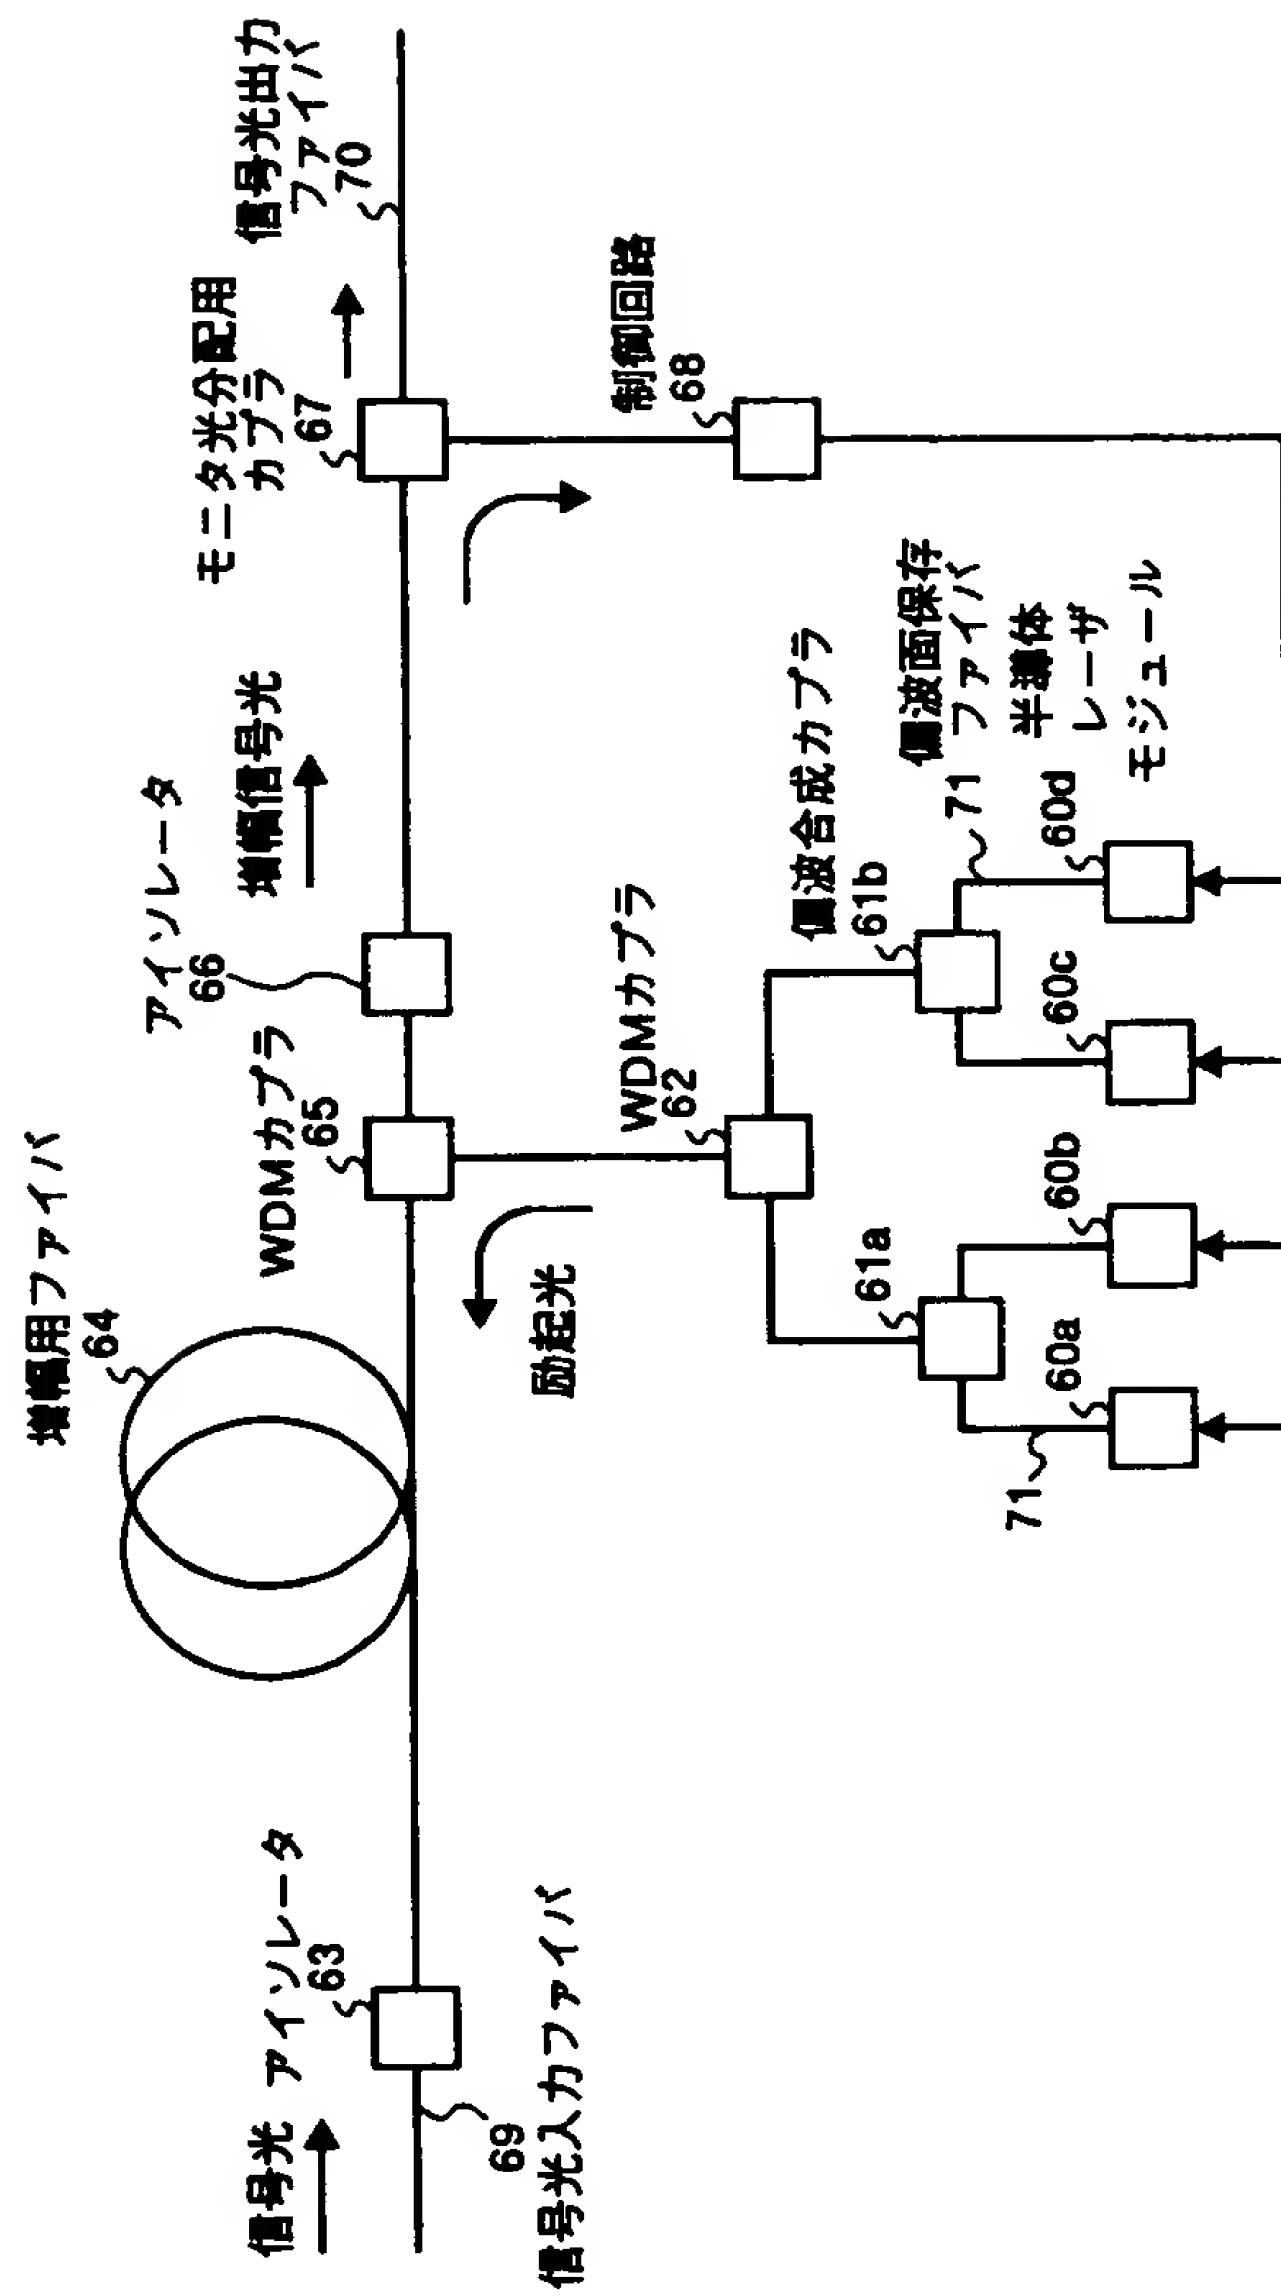 信号光
アイソレータ
63
69
信号光入力ファイバ
増幅用ファイバ
64
WDMカプラ
65
アイソレータ
66
増幅信号光
モニタ光分配用
カプラ
67
信号光出力
ファイバ
70
励起光
WDMカプラ
62
制御回路
68
61a
偏波合成カプラ
61b
71
60a
60b
60c
60d
71
偏波面保存
ファイバ
半導体
レーザ
モジュール